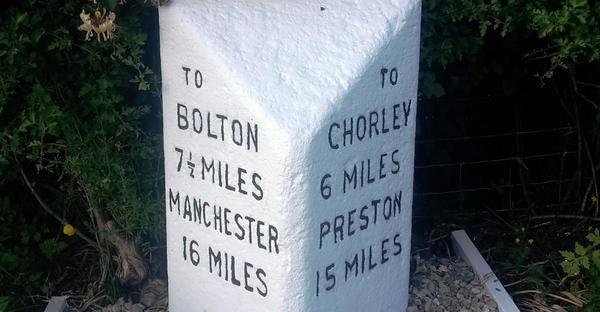 TO
BOLTON
7½ MILES
MANCHESTER
16 MILES
TO
CHORLEY
6 MILES
PRESTON
15 MILES